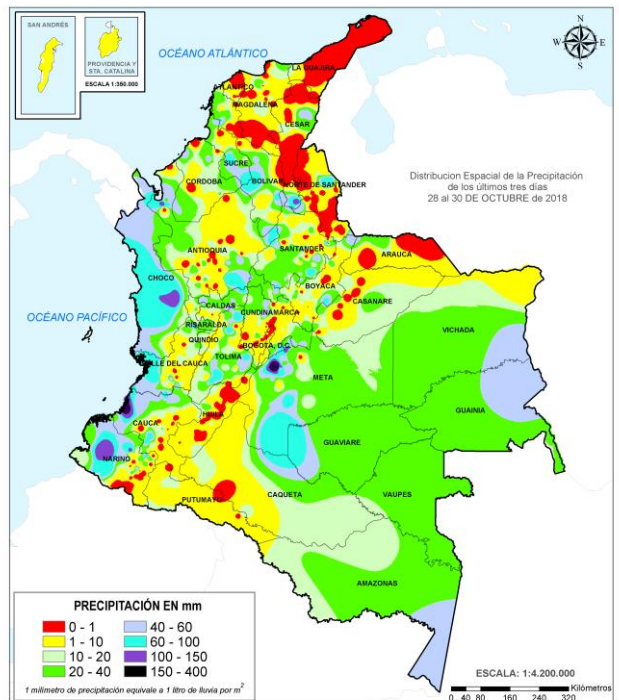 SAN ANDRÉS
PROVIDENCIA Y
STA. CATALINA
ESCALA 1:350.000
OCÉANO ATLÁNTICO
N
W E
S
LA GUAJIRA
ATLANTICO
MAGDALENA
CESAR
Distribucion Espacial de la Precipitación
de los últimos tres días
28 al 30 DE OCTUBRE de 2018
SUCRE
CORDOBA
BOLIVAR
NORTE DE SANTANDER
ANTIOQUIA
SANTANDER
ARAUCA
CHOCO
BOYACA
CASANARE
OCÉANO PACÍFICO
CALDAS
CUNDINAMARCA
VICHADA
RISARALDA
QUINDIO
BOGOTA, D.C.
VALLE DEL CAUCA
TOLIMA
META
GUAINIA
CAUCA
HUILA
GUAVIARE
NARIÑO
CAQUETA
VAUPES
PUTUMAYO
AMAZONAS
PRECIPITACIÓN EN mm
0 - 1 40 - 60
1 - 10 60 - 100
10 - 20 100 - 150
20 - 40 150 - 400
1 milimetro de precipitación equivale a 1 litro de lluvia por m²
ESCALA: 1:4.200.000
Kilómetros
0 40 80 160 240 320